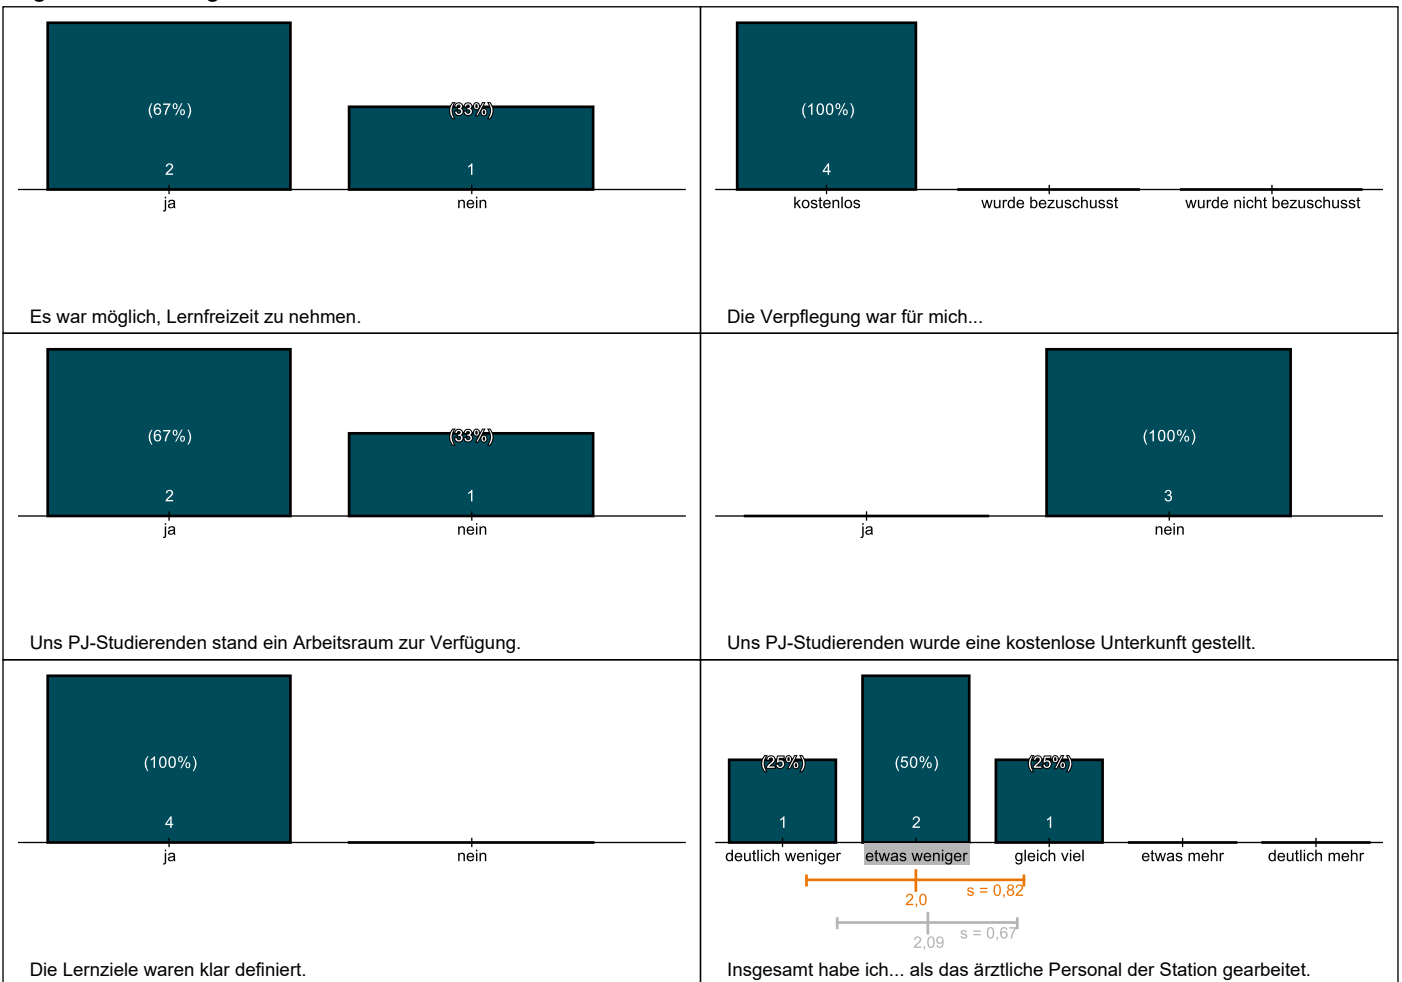 (67%)
(33%)
2
1
ja
nein
Es war möglich, Lernfreizeit zu nehmen.
(100%)
4
kostenlos
wurde bezuschusst
wurde nicht bezuschusst
Die Verpflegung war für mich...
(67%)
(33%)
2
1
ja
nein
Uns PJ-Studierenden stand ein Arbeitsraum zur Verfügung.
(100%)
3
ja
nein
Uns PJ-Studierenden wurde eine kostenlose Unterkunft gestellt.
(100%)
4
ja
nein
Die Lernziele waren klar definiert.
(25%)
(50%)
(25%)
1
2
1
deutlich weniger
etwas weniger
gleich viel
etwas mehr
deutlich mehr
s = 0,82
2,0
s = 0,67
2,09
Insgesamt habe ich... als das ärztliche Personal der Station gearbeitet.